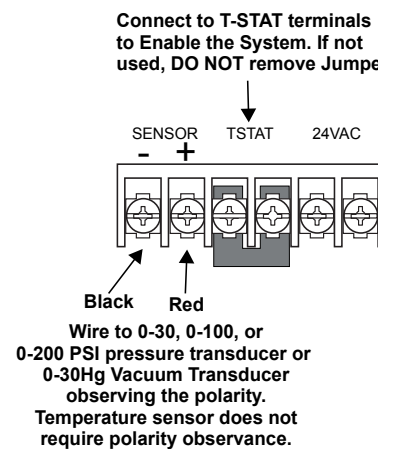 Connect to T-STAT terminals
to Enable the System. If not
used, DO NOT remove Jumpe
SENSOR TSTAT 24VAC
- +
Black Red
Wire to 0-30, 0-100, or
0-200 PSI pressure transducer or
0-30Hg Vacuum Transducer
observing the polarity.
Temperature sensor does not
require polarity observance.